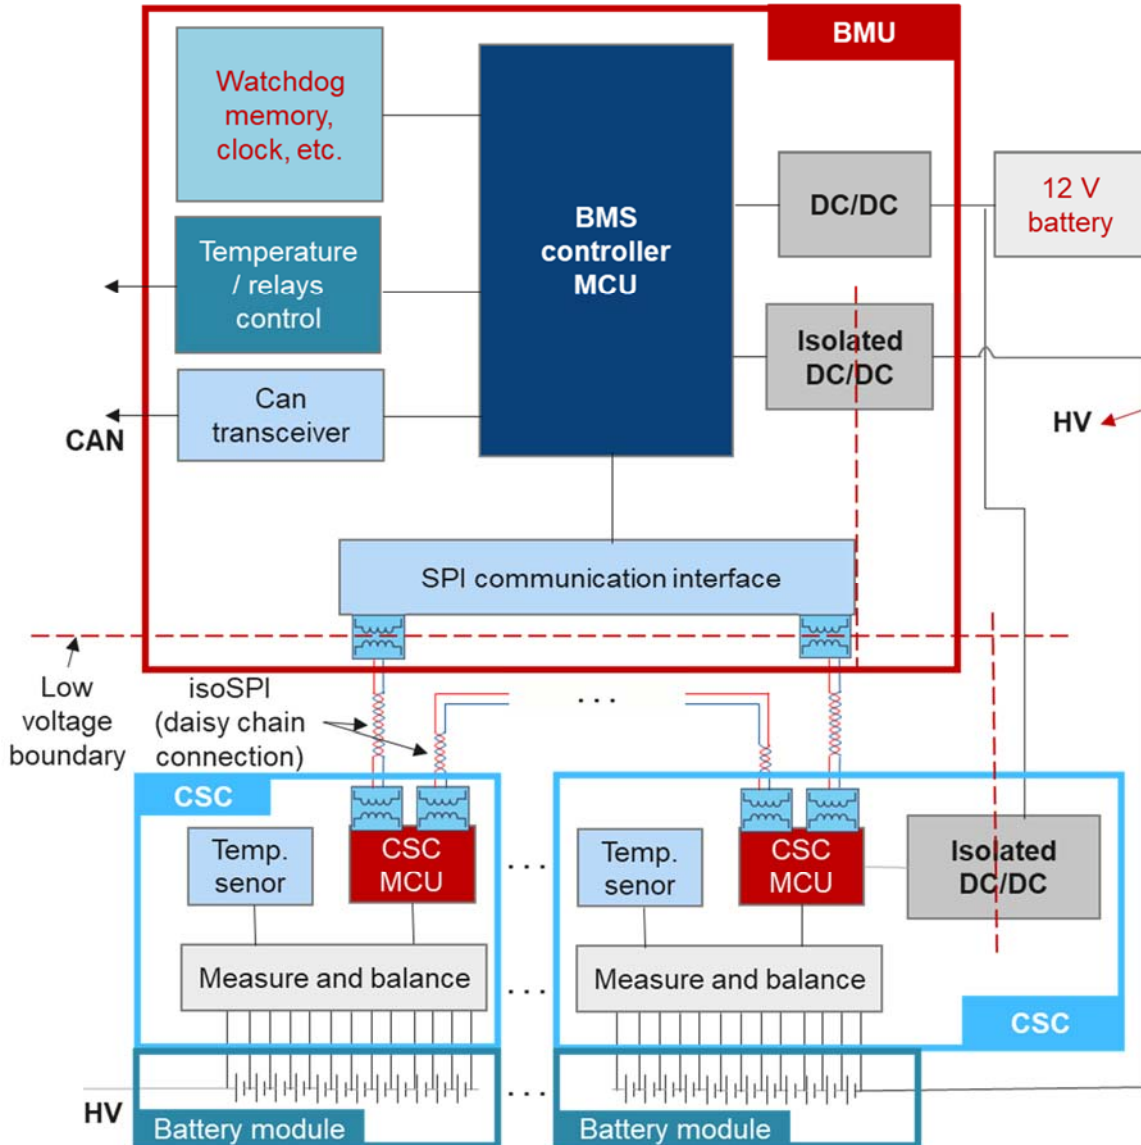 BMU
Watchdog
memory,
clock, etc.
BMS
controller
MCU
DC/DC
12 V
battery
Temperature
/ relays
control
Isolated
DC/DC
Can
transceiver
CAN
HV
SPI communication interface
Low
voltage
boundary
isoSPI
(daisy chain
connection)
. . .
CSC
Temp.
senor
CSC
MCU
. . .
Temp.
senor
CSC
MCU
Isolated
DC/DC
Measure and balance
. . .
Measure and balance
CSC
HV
. . .
Battery module
Battery module